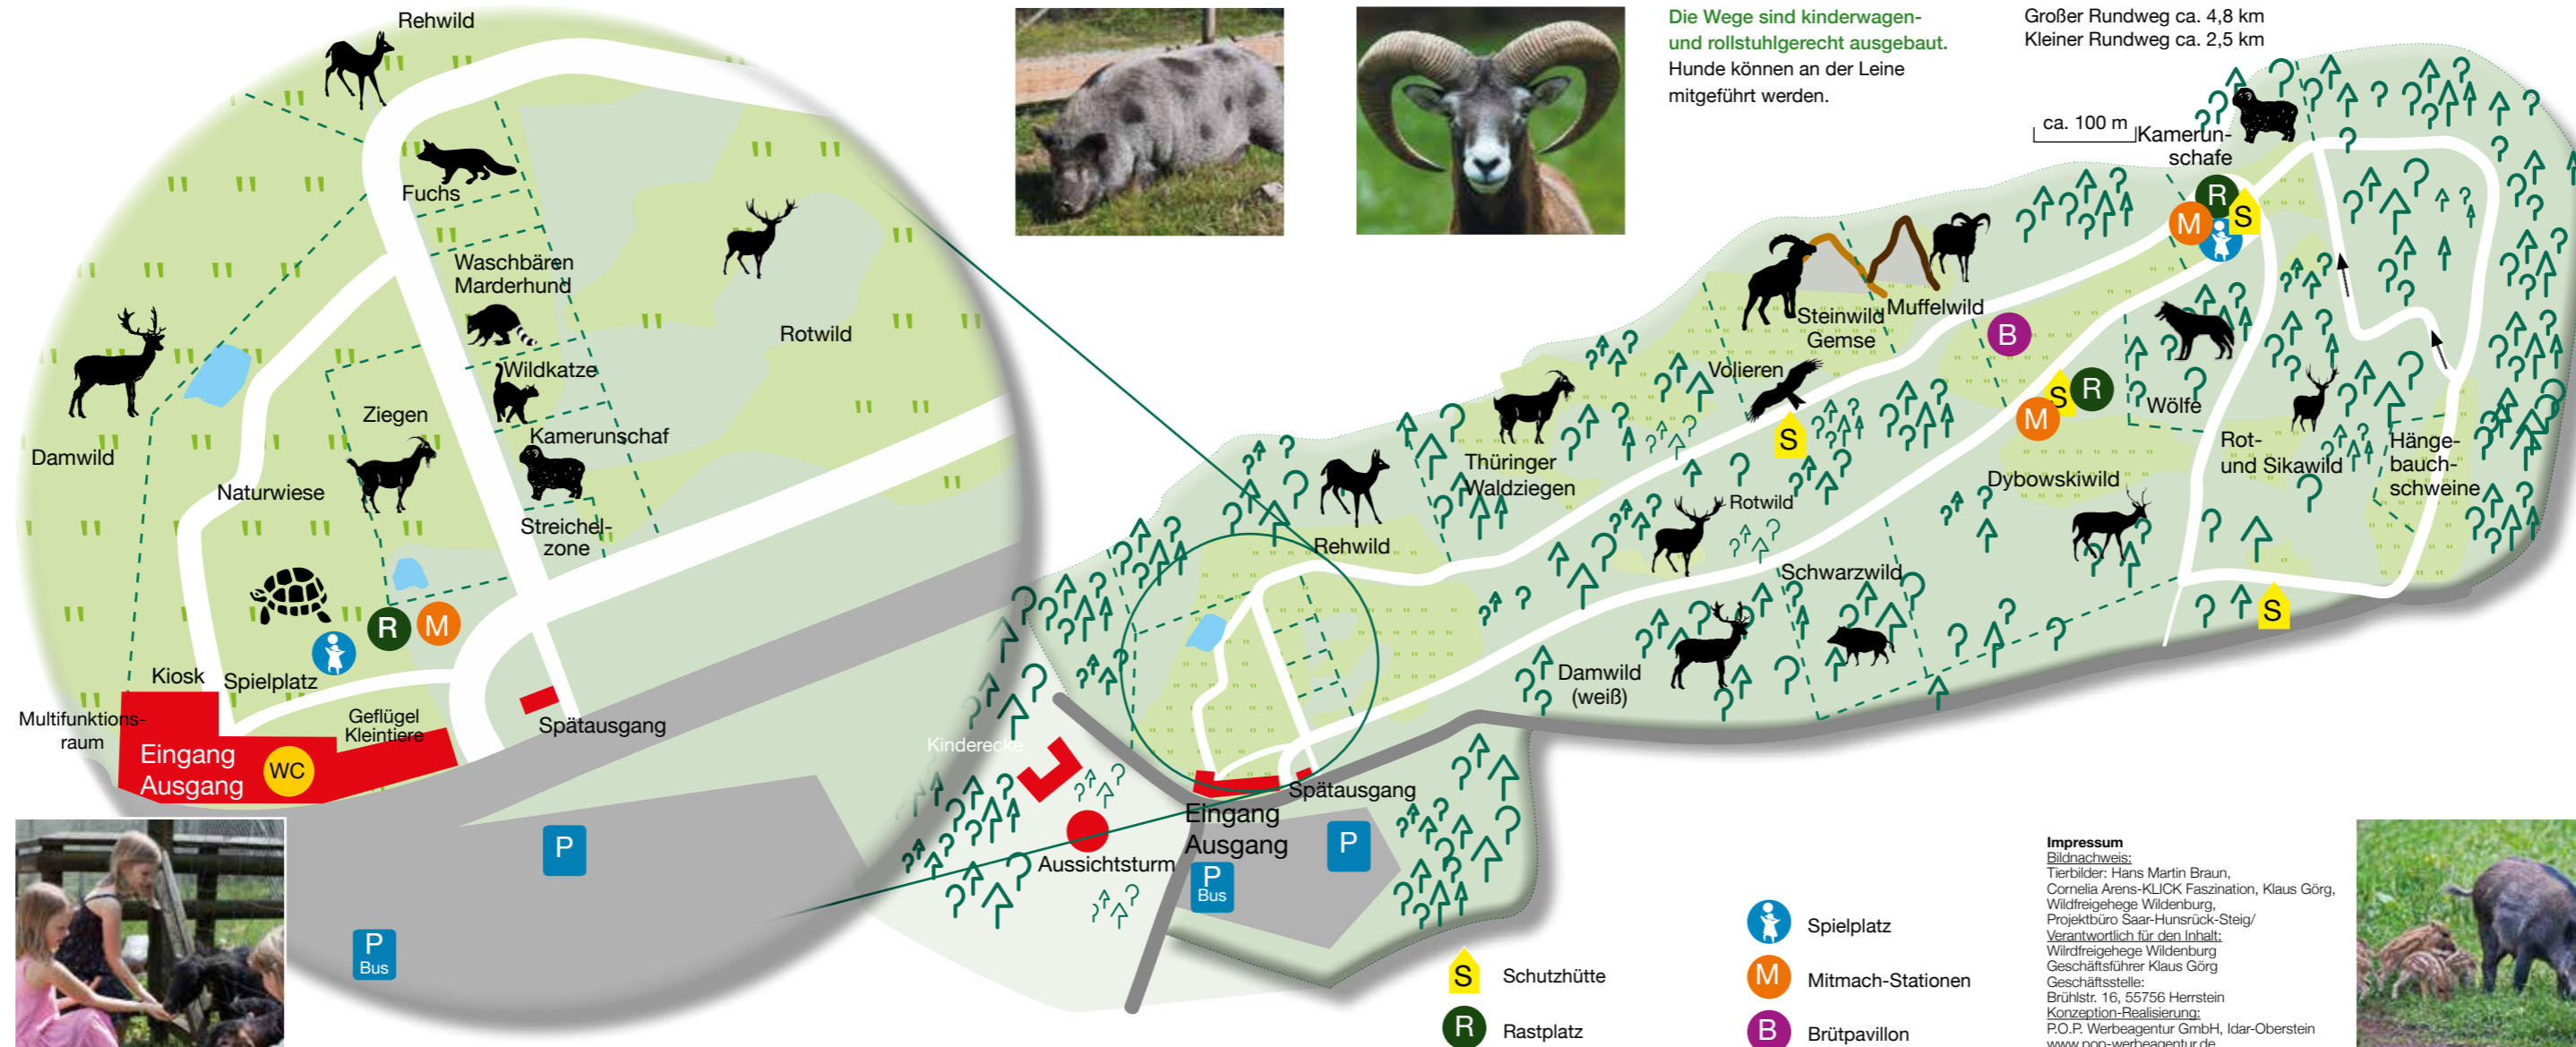 Rehwild
Fuchs
Waschbären
Marderhund
Rotwild
Wildkatze
Ziegen
Kamerunschaf
Damwild
Naturwiese
Streichel-
zone
R
M
Kiosk
Spielplatz
Multifunktions-
raum
Geflügel
Kleintiere
Spätausgang
Eingang
Ausgang
WC
P
P
Bus
Die Wege sind kinderwagen-
und rollstuhlgerecht ausgebaut.
Hunde können an der Leine
mitgeführt werden.
Großer Rundweg ca. 4,8 km
Kleiner Rundweg ca. 2,5 km
ca. 100 m
Kamerun-
schafe
R
M
S
Steinwild
Gemse
Muffelwild
B
Volieren
S
S
R
M
Wölfe
Thüringer
Waldziegen
Rotwild
Rot-
und Sikawild
Hänge-
bauch-
schweine
Dybowskiwild
Rehwild
Schwarzwild
S
Damwild
(weiß)
Kinderecke
Spätausgang
Eingang
Ausgang
Aussichtsturm
P
P
Bus
S Schutzhütte
R Rastplatz
Spielplatz
M Mitmach-Stationen
B Brütpavillon
Impressum
Bildnachweis:
Tierbilder: Hans Martin Braun,
Cornelia Arens-KLICK Faszination, Klaus Görg,
Wildfreigehege Wildenburg,
Projektbüro Saar-Hunsrück-Steig/
Verantwortlich für den Inhalt:
Wilrdfreigehege Wildenburg
Geschäftsführer Klaus Görg
Geschäftsstelle:
Brühlstr. 16, 55756 Herrstein
Konzeption-Realisierung:
P.O.P. Werbeagentur GmbH, Idar-Oberstein
www.pop-werbeagentur.de